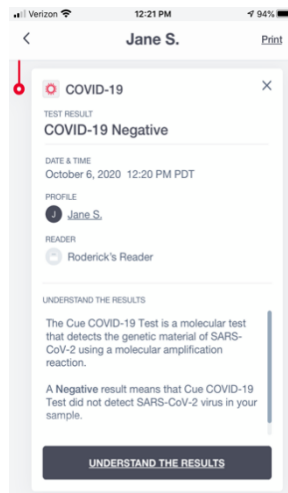 Verizon 12:21 PM 94%
Jane S. Print
COVID-19
TEST RESULT
COVID-19 Negative
DATE & TIME
October 6, 2020 12:20 PM PDT
PROFILE
J Jane S.
READER
Roderick's Reader
UNDERSTAND THE RESULTS
The Cue COVID-19 Test is a molecular test
that detects the genetic material of SARS-
CoV-2 using a molecular amplification
reaction.
A Negative result means that Cue COVID-19
Test did not detect SARS-CoV-2 virus in your
sample.
UNDERSTAND THE RESULTS